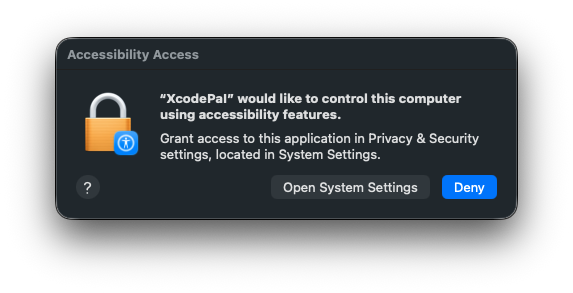 Accessibility Access
“XcodePal” would like to control this computer
using accessibility features.
Grant access to this application in Privacy & Security
settings, located in System Settings.
?
Open System Settings
Deny